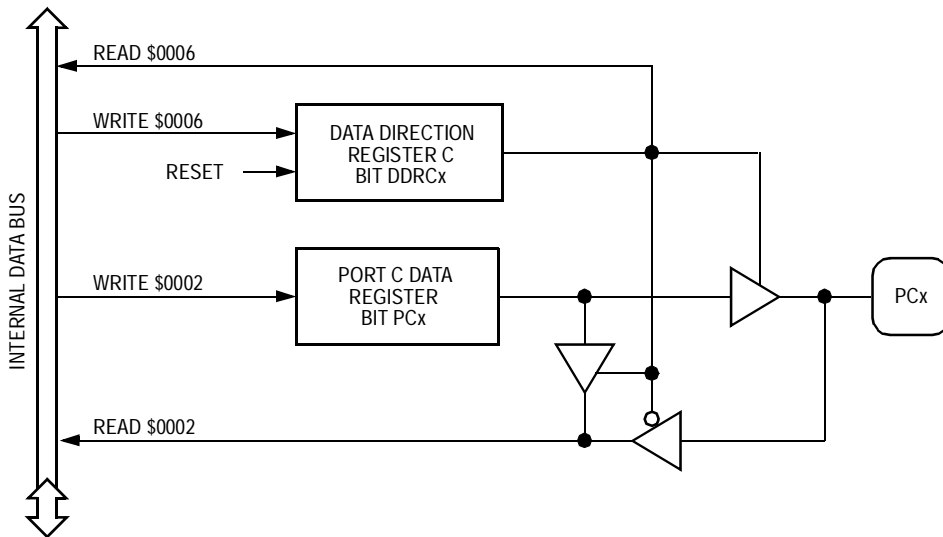 READ $0006
WRITE $0006
DATA DIRECTION
REGISTER C
BIT DDRCx
RESET
INTERNAL DATA BUS
WRITE $0002
PORT C DATA
REGISTER
BIT PCx
PCx
READ $0002